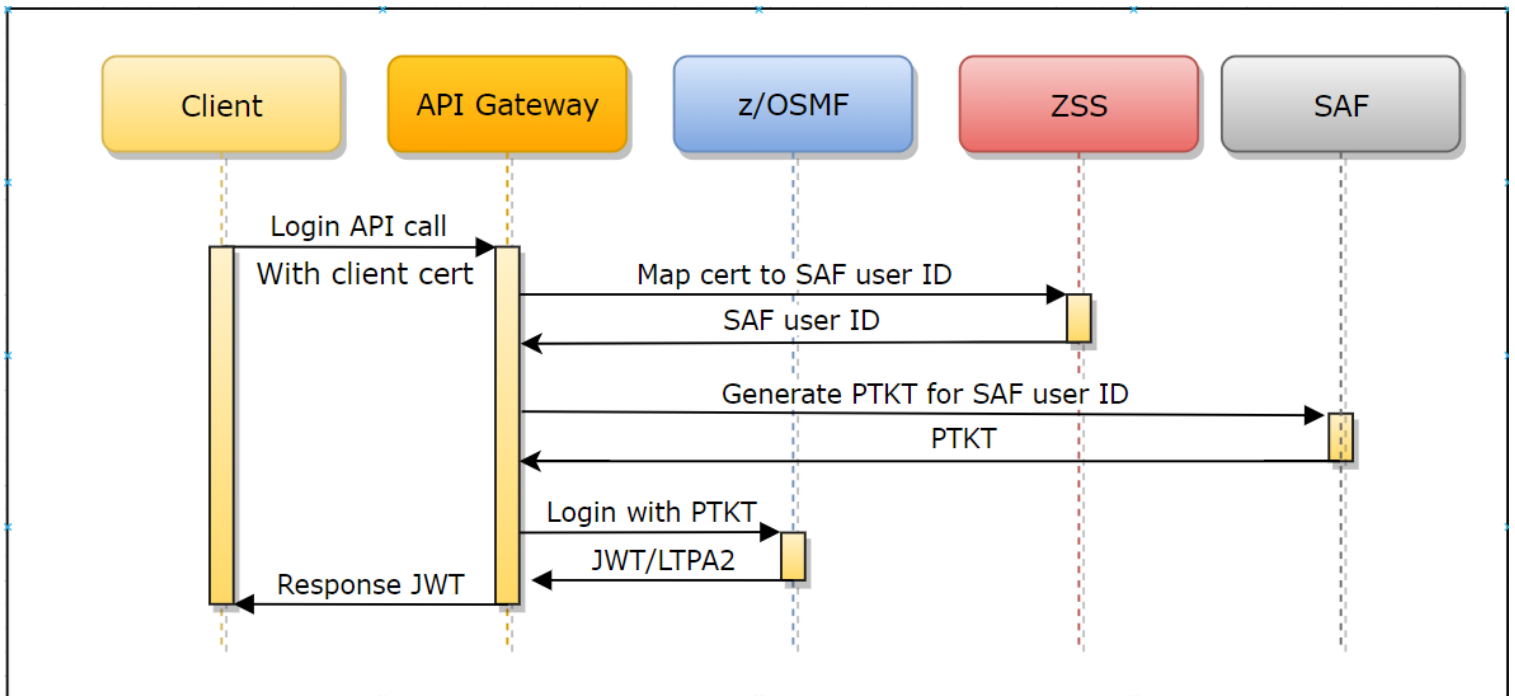 Client
API Gateway
z/OSMF
ZSS
SAF
Login API call
With client cert
Map cert to SAF user ID
SAF user ID
Generate PTKT for SAF user ID
PTKT
Login with PTKT
JWT/LTPA2
Response JWT